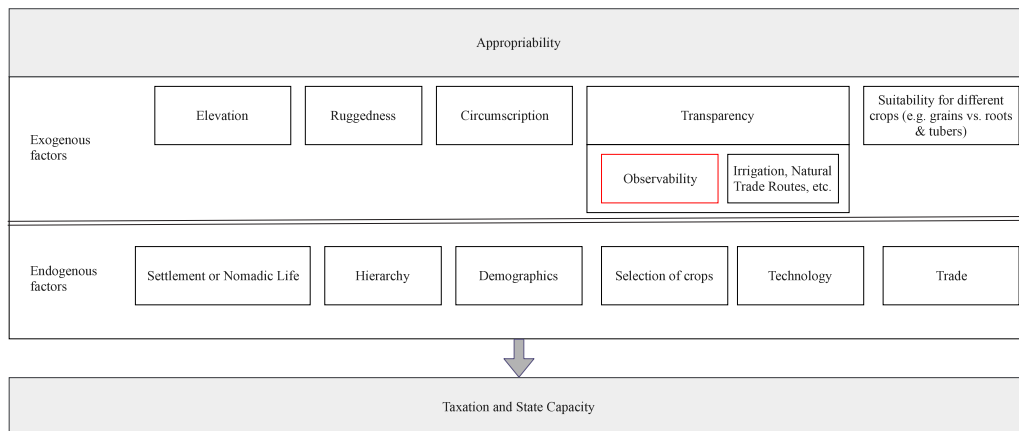 Appropriability
Exogenous
factors
Elevation
Ruggedness
Circumscription
Transparency
Suitability for different
crops (e.g. grains vs. roots
& tubers)
Observability
Irrigation, Natural
Trade Routes, etc.
Endogenous
factors
Settlement or Nomadic Life
Hierarchy
Demographics
Selection of crops
Technology
Trade
Taxation and State Capacity